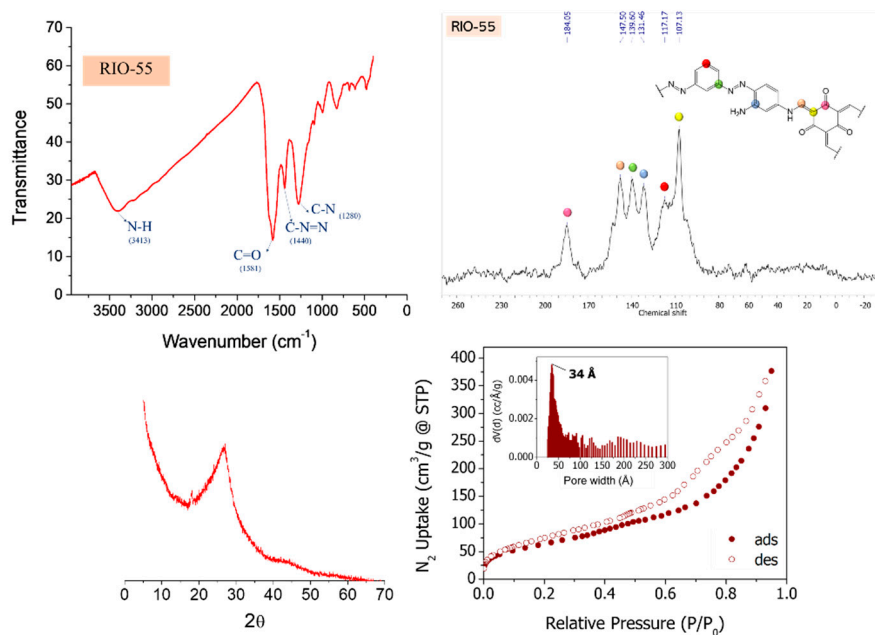 RIO-55
Transmittance
70
60
50
40
30
20
10
0
N-H
(3413)
C=O
(1581)
C-N=N
(1440)
C-N
(1280)
3500 3000 2500 2000 1500 1000 500 0
Wavenumber (cm⁻¹)
RIO-55
184.05
147.50
139.60
131.46
117.17
107.13
N=N
N=N
H₂N
N
H
O
O
O
270 230 200 170 140 110 80 60 40 20 0 -20
Chemical shift
0 10 20 30 40 50 60 70
2θ
N₂ Uptake (cm³/g @ STP)
400
350
300
250
200
150
100
50
0
dV(d) (cc/Å/g)
0.004
0.002
0.000
34 Å
0 50 100 150 200 250 300
Pore width (Å)
ads
des
0.0 0.2 0.4 0.6 0.8 1.0
Relative Pressure (P/P₀)